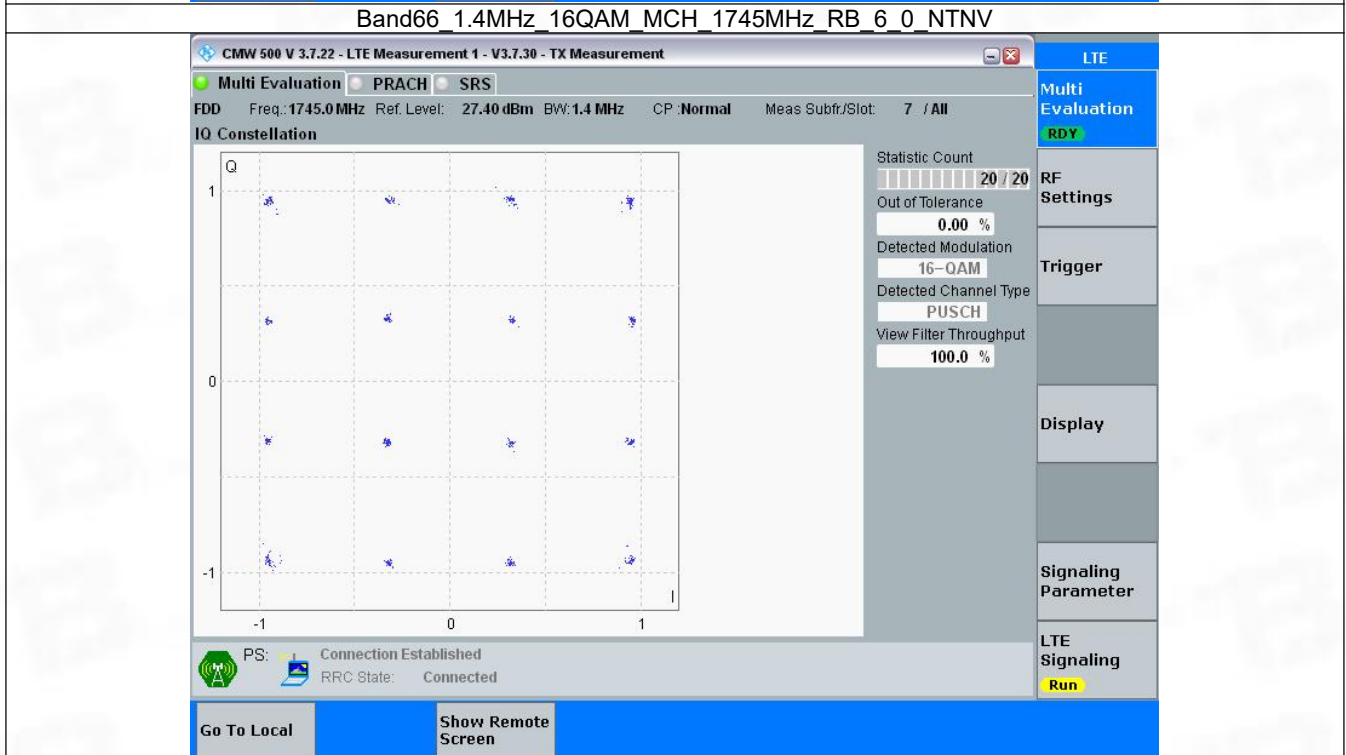 Band66_1.4MHz_16QAM_MCH_1745MHz_RB_6_0_NTNV
CMW 500 V 3.7.22 - LTE Measurement 1 - V3.7.30 - TX Measurement
LTE
Multi Evaluation PRACH SRS
Multi
Evaluation
RDY
FDD Freq.: 1745.0 MHz Ref. Level: 27.40 dBm BW: 1.4 MHz CP :Normal Meas Subfr./Slot: 7 / All
IQ Constellation
Q
1
0
-1
I
-1 0 1
Statistic Count
20 / 20
Out of Tolerance
0.00 %
Detected Modulation
16-QAM
Detected Channel Type
PUSCH
View Filter Throughput
100.0 %
RF
Settings
Trigger
Display
Signaling
Parameter
LTE
Signaling
Run
PS: Connection Established
RRC State: Connected
Go To Local
Show Remote
Screen